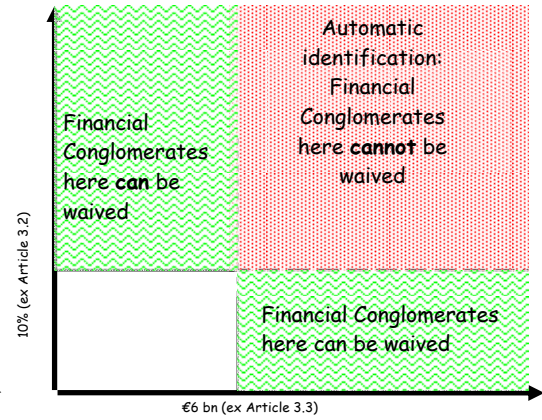 Automatic
identification:
Financial
Conglomerates
here cannot be
waived
Financial
Conglomerates
here can be
waived
Financial Conglomerates
here can be waived
10% (ex Article 3.2)
€6 bn (ex Article 3.3)